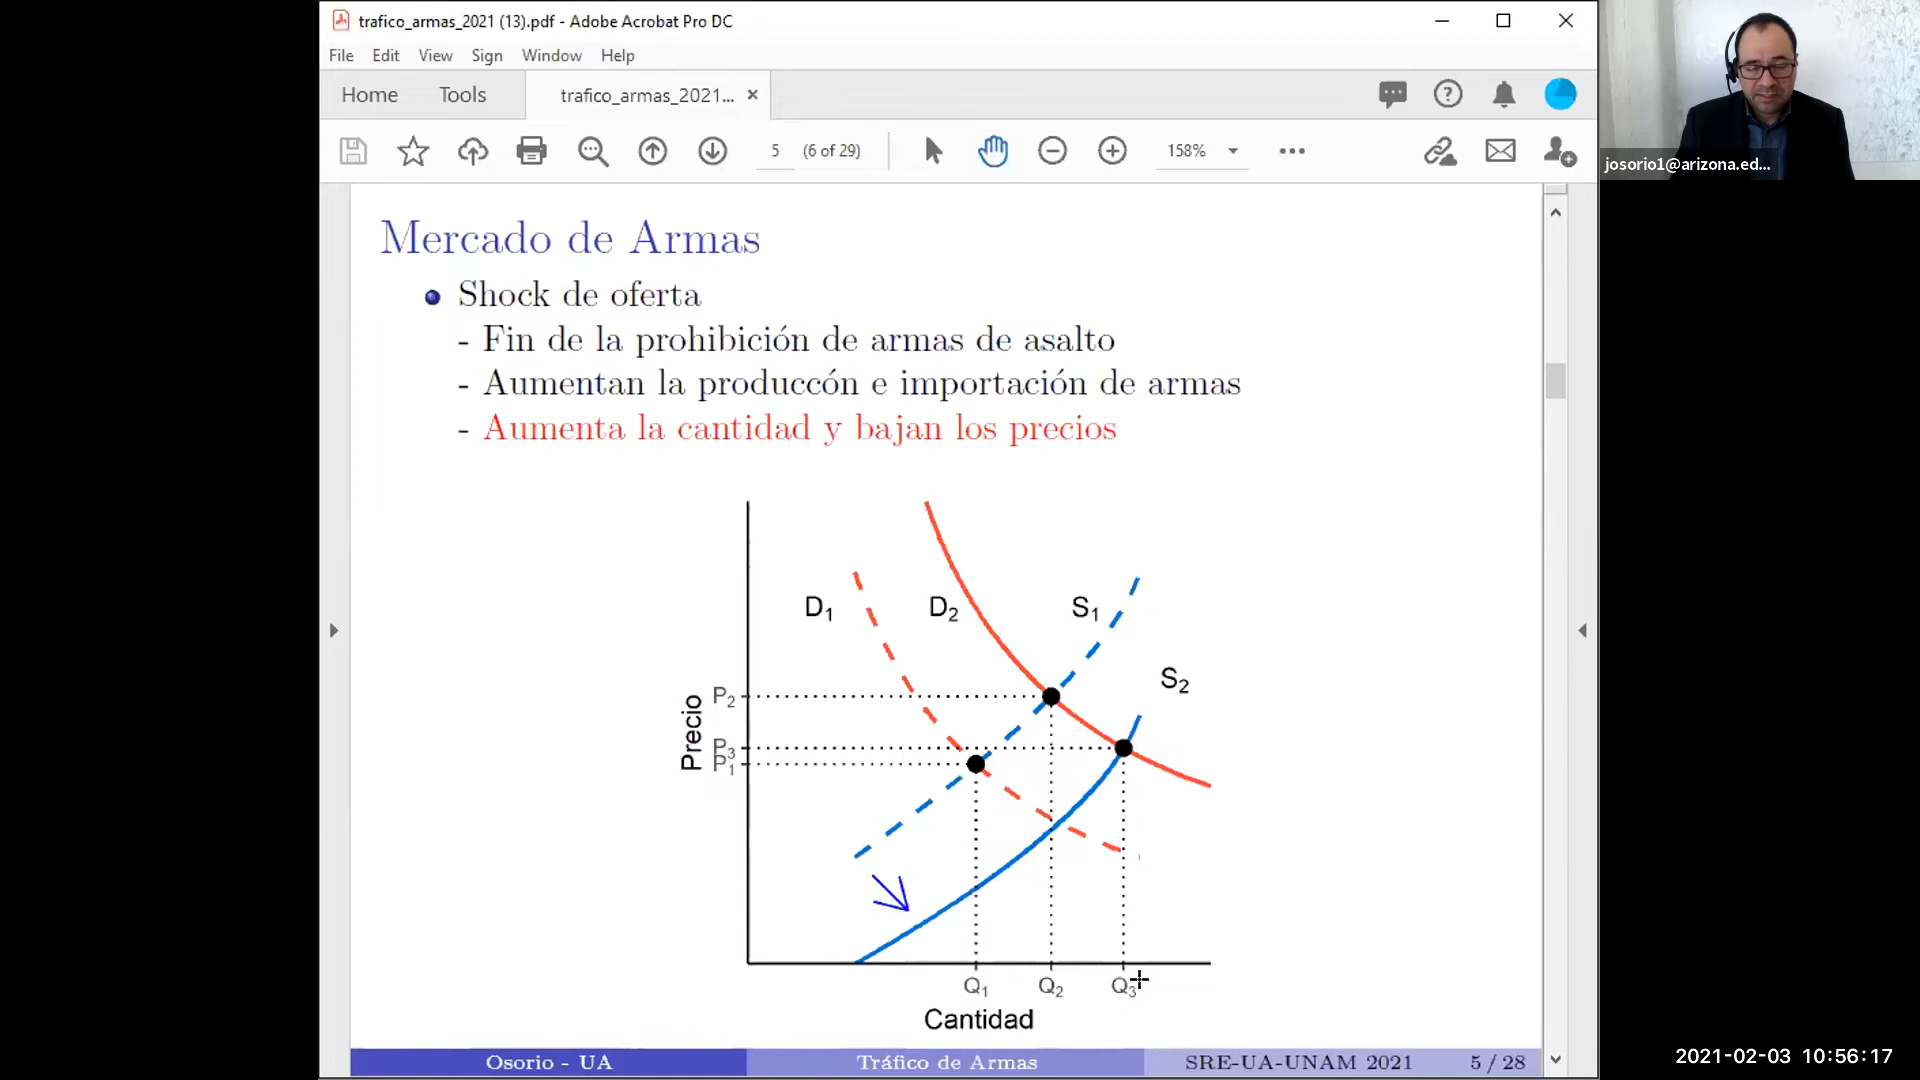 trafico_armas_2021 (13).pdf - Adobe Acrobat Pro DC
File Edit View Sign Window Help
Home Tools trafico_armas_2021... ×
5 (6 of 29) 158%
josorio1@arizona.ed...
Mercado de Armas
Shock de oferta
- Fin de la prohibición de armas de asalto
- Aumentan la produccón e importación de armas
- Aumenta la cantidad y bajan los precios
D1 D2 S1
S2
Precio
P2
P3
P1
Q1 Q2 Q3
Cantidad
Osorio - UA Tráfico de Armas SRE-UA-UNAM 2021 5 / 28
2021-02-03 10:56:17